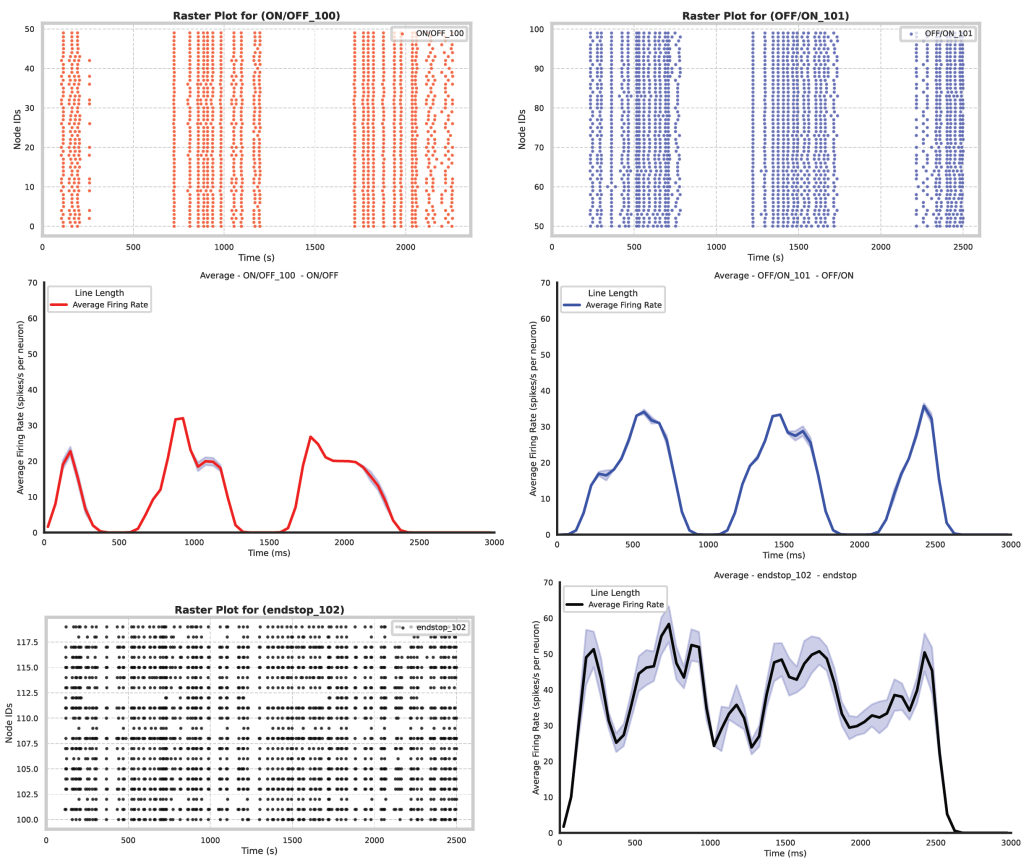 Raster Plot for (ON/OFF_100)
ON/OFF_100
Node IDs
50
40
30
20
10
0
0 500 1000 1500 2000
Time (s)
Raster Plot for (OFF/ON_101)
OFF/ON_101
Node IDs
100
90
80
70
60
50
0 500 1000 1500 2000 2500
Time (s)
Average - ON/OFF_100 - ON/OFF
Line Length
Average Firing Rate
Average Firing Rate (spikes/s per neuron)
70
60
50
40
30
20
10
0
0 500 1000 1500 2000 2500 3000
Time (ms)
Average - OFF/ON_101 - OFF/ON
Line Length
Average Firing Rate
Average Firing Rate (spikes/s per neuron)
70
60
50
40
30
20
10
0
0 500 1000 1500 2000 2500 3000
Time (ms)
Raster Plot for (endstop_102)
endstop_102
Node IDs
117.5
115.0
112.5
110.0
107.5
105.0
102.5
100.0
0 500 1000 1500 2000 2500
Time (s)
Average - endstop_102 - endstop
Line Length
Average Firing Rate
Average Firing Rate (spikes/s per neuron)
70
60
50
40
30
20
10
0
0 500 1000 1500 2000 2500 3000
Time (ms)